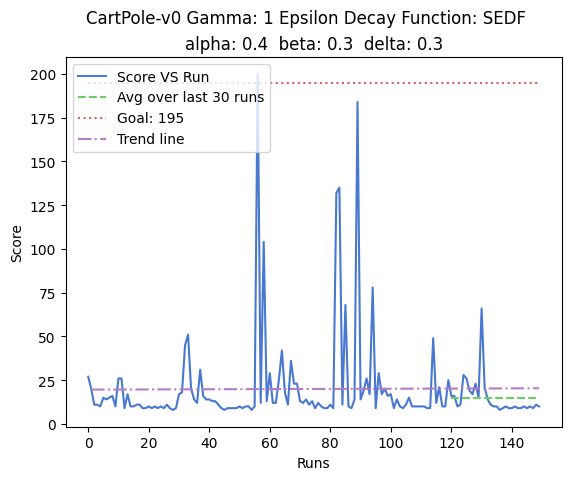 CartPole-v0 Gamma: 1 Epsilon Decay Function: SEDF
alpha: 0.4  beta: 0.3  delta: 0.3
Score VS Run
Avg over last 30 runs
Goal: 195
Trend line
200
175
150
125
100
75
50
25
0
Score
0 20 40 60 80 100 120 140
Runs